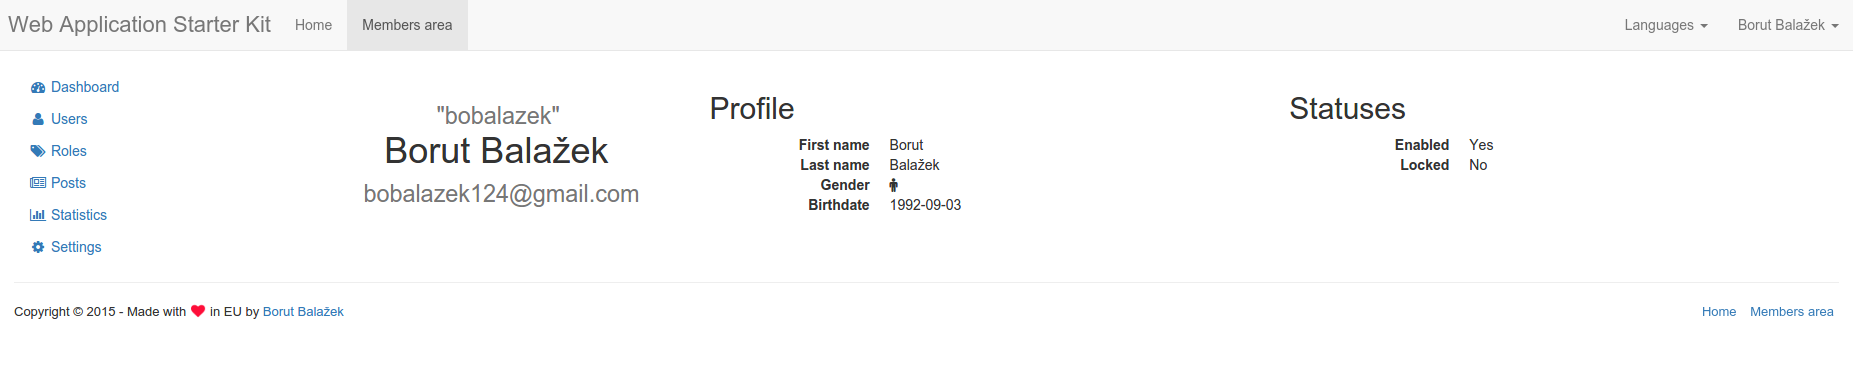 Web Application Starter Kit Home Members area Languages Borut Balažek
Dashboard
Users
Roles
Posts
Statistics
Settings
"bobalazek"
Borut Balažek
bobalazek124@gmail.com
Profile
First name Borut
Last name Balažek
Gender
Birthdate 1992-09-03
Statuses
Enabled Yes
Locked No
Copyright © 2015 - Made with ♥ in EU by Borut Balažek Home Members area